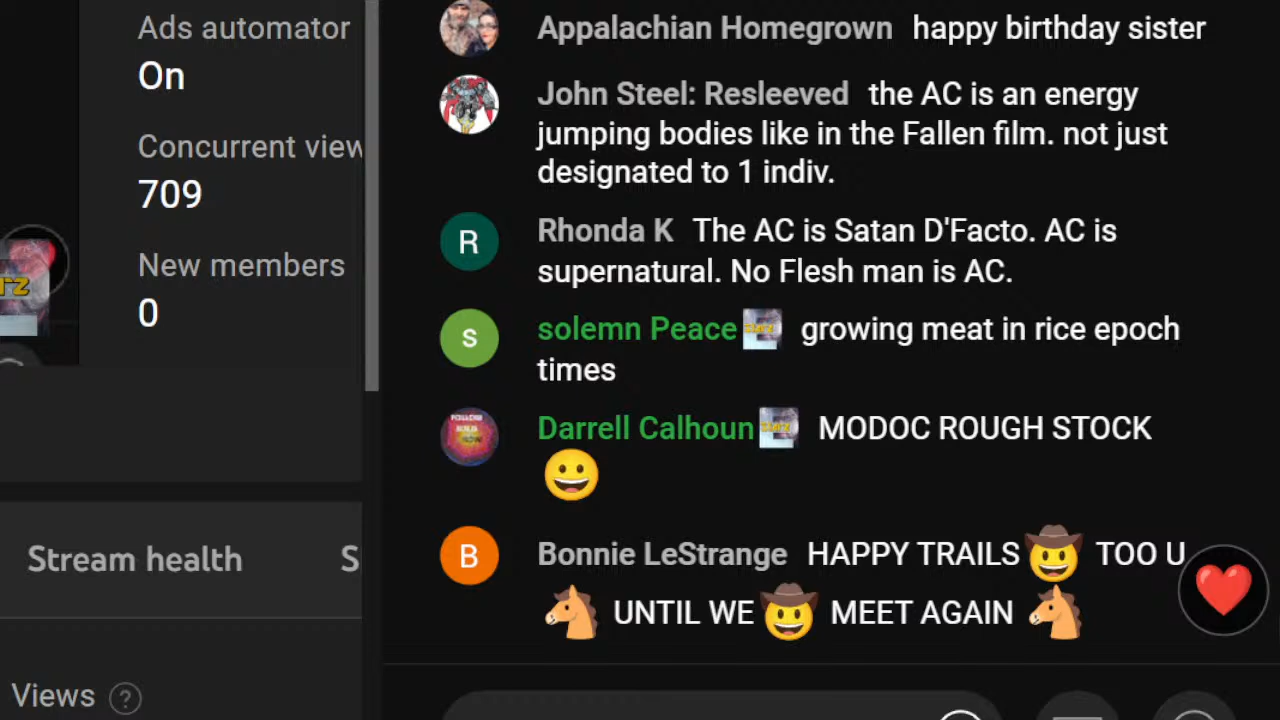 Ads automator
On
Concurrent view
709
New members
0
Stream health
S
Views ?
Appalachian Homegrown happy birthday sister
John Steel: Resleeved the AC is an energy
jumping bodies like in the Fallen film. not just
designated to 1 indiv.
R Rhonda K The AC is Satan D'Facto. AC is
supernatural. No Flesh man is AC.
s solemn Peace growing meat in rice epoch
times
Darrell Calhoun MODOC ROUGH STOCK
B Bonnie LeStrange HAPPY TRAILS TOO U
UNTIL WE MEET AGAIN